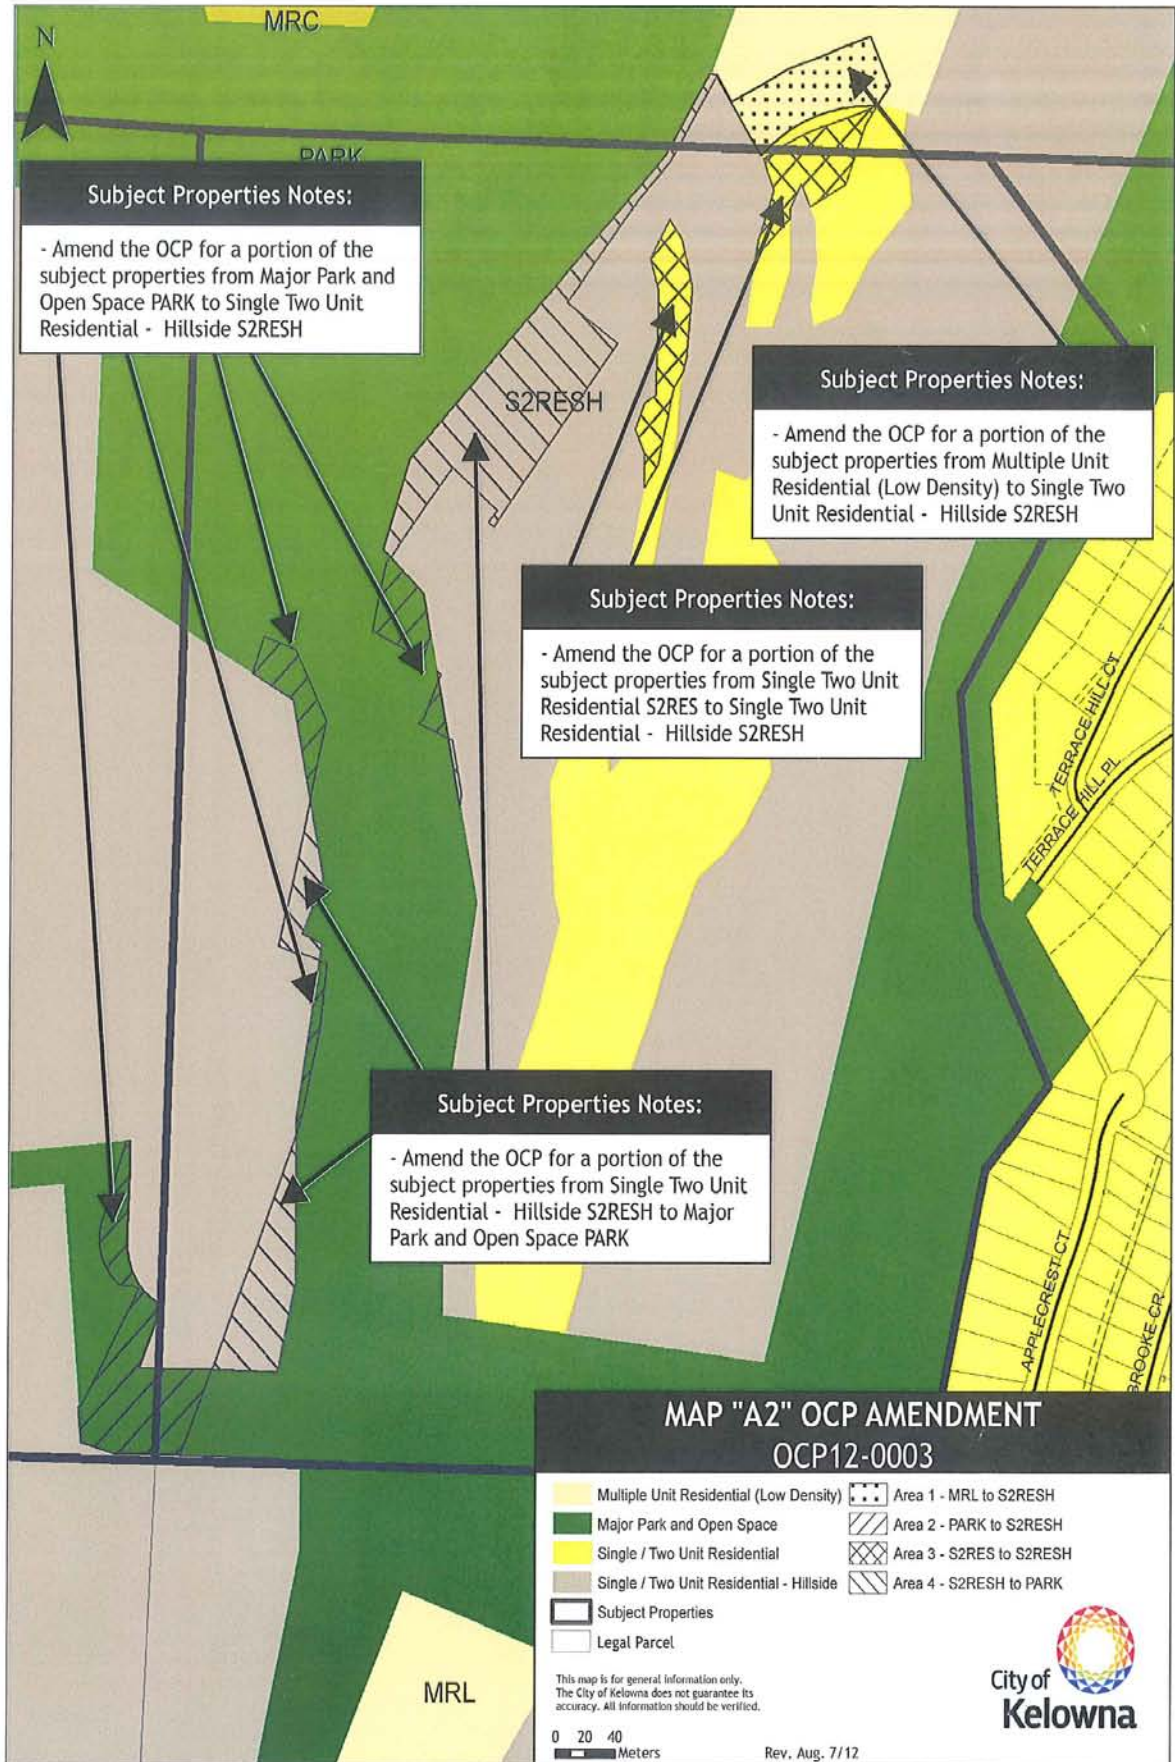 MRC
N
PARK
Subject Properties Notes:
- Amend the OCP for a portion of the
subject properties from Major Park and
Open Space PARK to Single Two Unit
Residential - Hillside S2RESH
S2RESH
Subject Properties Notes:
- Amend the OCP for a portion of the
subject properties from Multiple Unit
Residential (Low Density) to Single Two
Unit Residential - Hillside S2RESH
Subject Properties Notes:
- Amend the OCP for a portion of the
subject properties from Single Two Unit
Residential S2RES to Single Two Unit
Residential - Hillside S2RESH
TERRACE HILL CT
TERRACE HILL PL
Subject Properties Notes:
- Amend the OCP for a portion of the
subject properties from Single Two Unit
Residential - Hillside S2RESH to Major
Park and Open Space PARK
APPLECREST CT
BROOKE CR
MAP "A2" OCP AMENDMENT
OCP12-0003
Multiple Unit Residential (Low Density)
Major Park and Open Space
Single / Two Unit Residential
Single / Two Unit Residential - Hillside
Subject Properties
Legal Parcel
Area 1 - MRL to S2RESH
Area 2 - PARK to S2RESH
Area 3 - S2RES to S2RESH
Area 4 - S2RESH to PARK
MRL
This map is for general information only.
The City of Kelowna does not guarantee its
accuracy. All information should be verified.
0 20 40
Meters
Rev. Aug. 7/12
City of
Kelowna